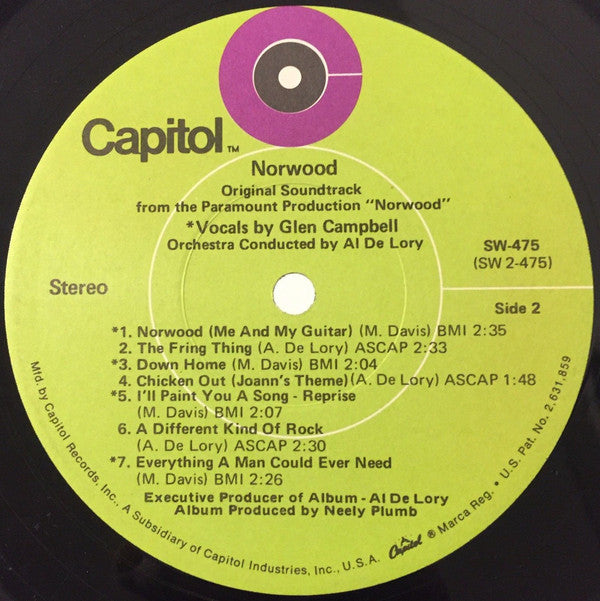 Capitol™
Norwood
Original Soundtrack
from the Paramount Production "Norwood"
*Vocals by Glen Campbell
Orchestra Conducted by Al De Lory
SW-475
(SW 2-475)
Stereo
Side 2
*1. Norwood (Me And My Guitar) (M. Davis) BMI 2:35
2. The Fring Thing (A. De Lory) ASCAP 2:33
*3. Down Home (M. Davis) BMI 2:04
4. Chicken Out (Joann's Theme)(A. De Lory) ASCAP 1:48
*5. I'll Paint You A Song - Reprise
(M. Davis) BMI 2:07
6. A Different Kind Of Rock
(A. De Lory) ASCAP 2:30
*7. Everything A Man Could Ever Need
(M. Davis) BMI 2:26
Executive Producer of Album - Al De Lory
Album Produced by Neely Plumb
Mfd. by Capitol Records, Inc., A Subsidiary of Capitol Industries, Inc., U.S.A. Capitol ® Marca Reg. • U.S. Pat. No. 2,631,859